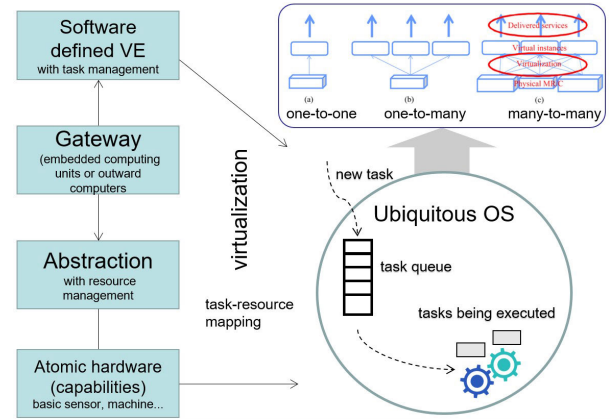 Software
defined VE
with task management
Gateway
(embedded computing
units or outward
computers
Abstraction
with resource
management
Atomic hardware
(capabilities)
basic sensor, machine...
virtualization
task-resource
mapping
Delivered services
Virtual instances
Virtualization
(a)
(b)
(c)
one-to-one
one-to-many
many-to-many
new task
Ubiquitous OS
task queue
tasks being executed